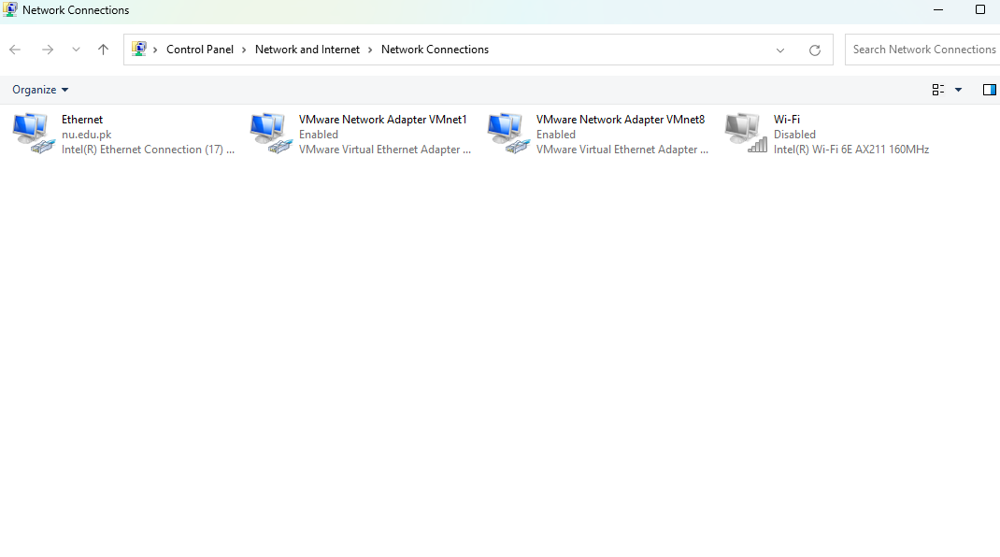 Network Connections
Control Panel > Network and Internet > Network Connections
Search Network Connections
Organize
Ethernet
nu.edu.pk
Intel(R) Ethernet Connection (17) ...
VMware Network Adapter VMnet1
Enabled
VMware Virtual Ethernet Adapter ...
VMware Network Adapter VMnet8
Enabled
VMware Virtual Ethernet Adapter ...
Wi-Fi
Disabled
Intel(R) Wi-Fi 6E AX211 160MHz